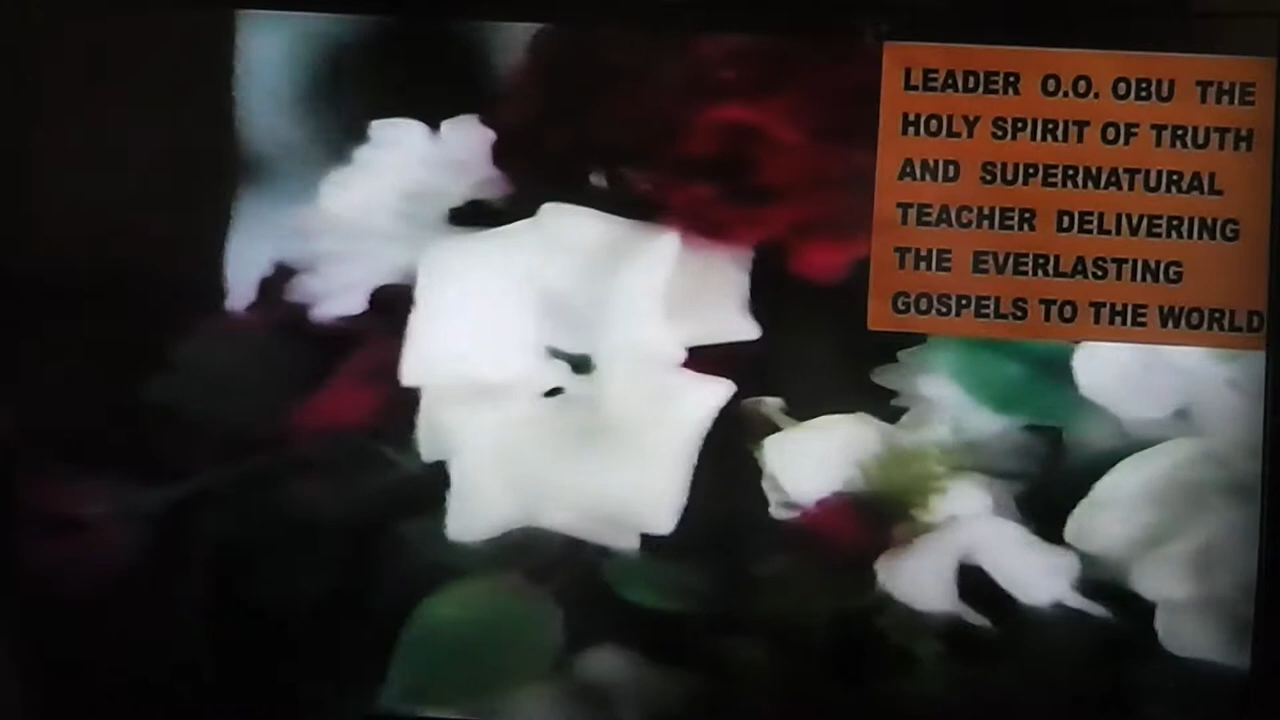 LEADER O.O. OBU THE
HOLY SPIRIT OF TRUTH
AND SUPERNATURAL
TEACHER DELIVERING
THE EVERLASTING
GOSPELS TO THE WORLD